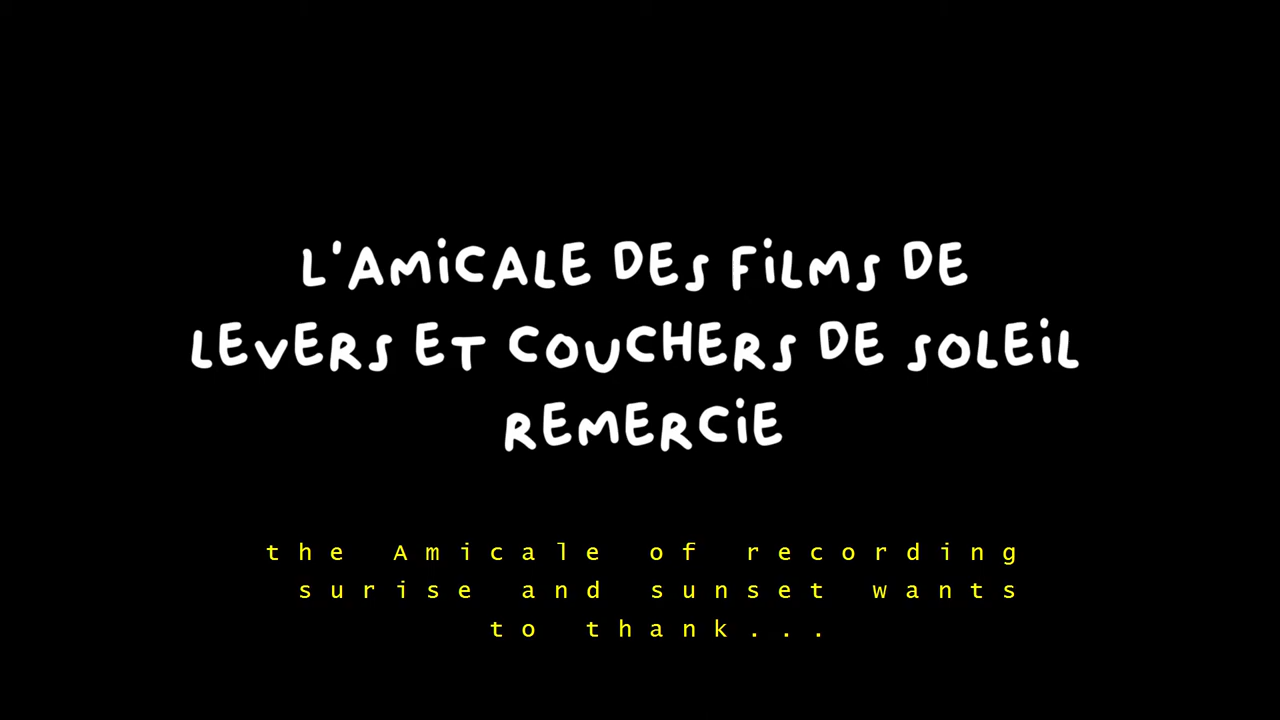 L'AMiCALE DES FiLMS DE
LEVERS ET COUCHERS DE SOLEiL
REMERCiE
the Amicale of recording
surise and sunset wants
to thank...